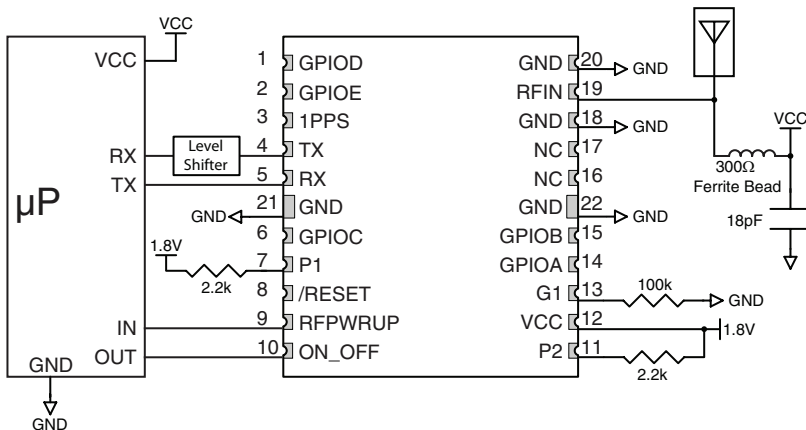 VCC
VCC
RX
Level
Shifter
TX
µP
IN
OUT
GND
GND
1 GPIOD
2 GPIOE
3 1PPS
4 TX
5 RX
GND 21 GND
6 GPIOC
1.8V
2.2k
7 P1
8 /RESET
9 RFPWRUP
10 ON_OFF
GND 20 GND
RFIN 19
GND 18 GND
NC 17
NC 16
GND 22 GND
GPIOB 15
GPIOA 14
G1 13 100k GND
VCC 12 1.8V
P2 11 2.2k
VCC
300Ω
Ferrite Bead
18pF